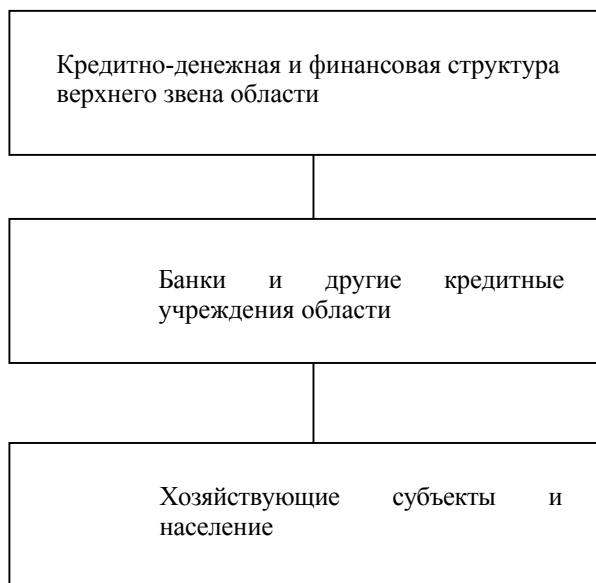 Кредитно-денежная и финансовая структура
верхнего звена области
Банки и другие кредитные
учреждения области
Хозяйствующие субъекты и
население